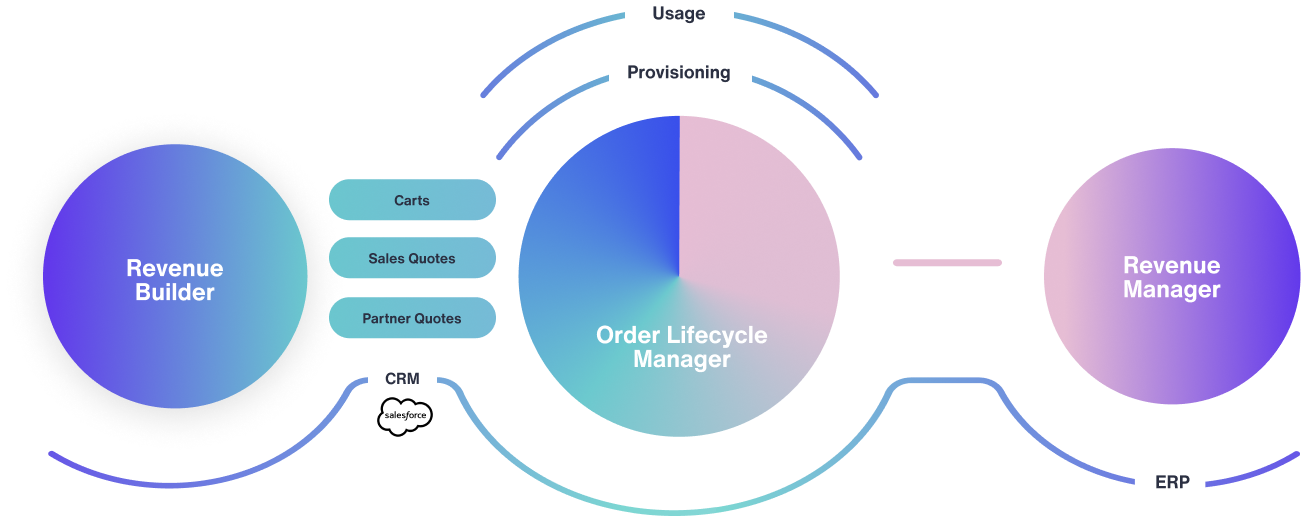 Usage
Provisioning
Revenue
Builder
Carts
Sales Quotes
Partner Quotes
Order Lifecycle
Manager
Revenue
Manager
CRM
salesforce
ERP